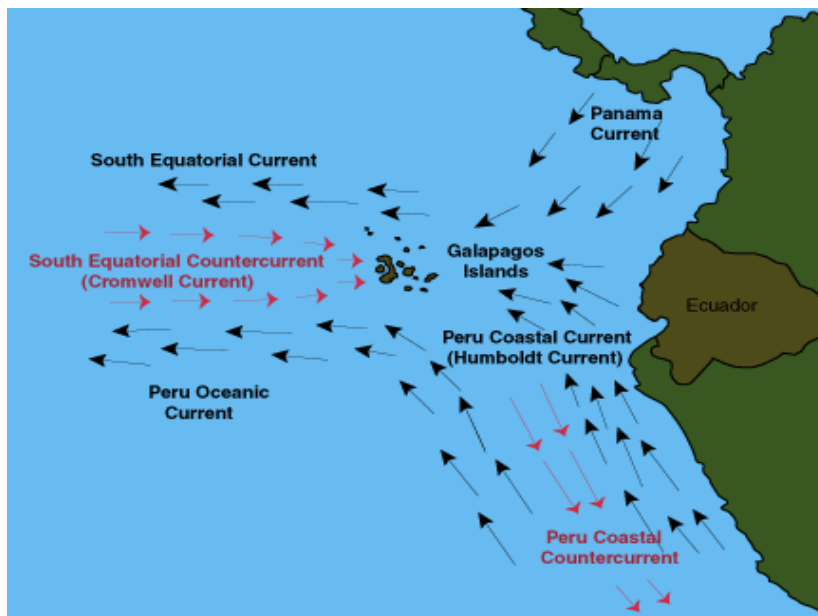 Panama
Current
South Equatorial Current
South Equatorial Countercurrent
(Cromwell Current)
Galapagos
Islands
Ecuador
Peru Coastal Current
(Humboldt Current)
Peru Oceanic
Current
Peru Coastal
Countercurrent